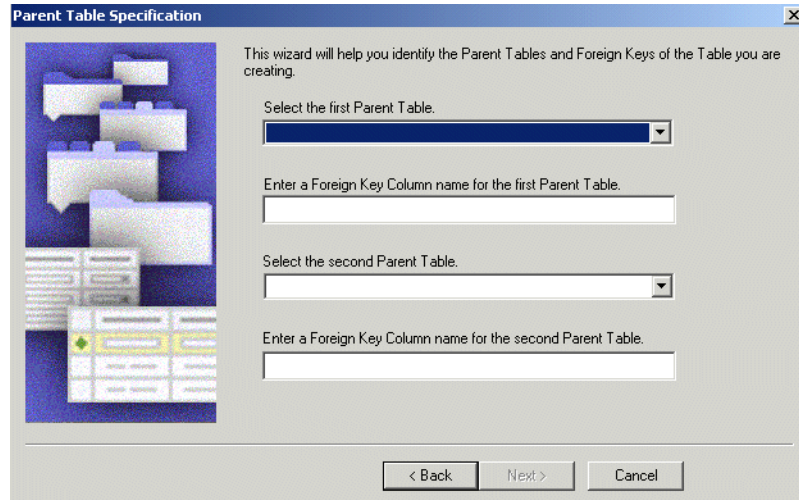 Parent Table Specification
This wizard will help you identify the Parent Tables and Foreign Keys of the Table you are
creating.
Select the first Parent Table.
Enter a Foreign Key Column name for the first Parent Table.
Select the second Parent Table.
Enter a Foreign Key Column name for the second Parent Table.
< Back Next > Cancel